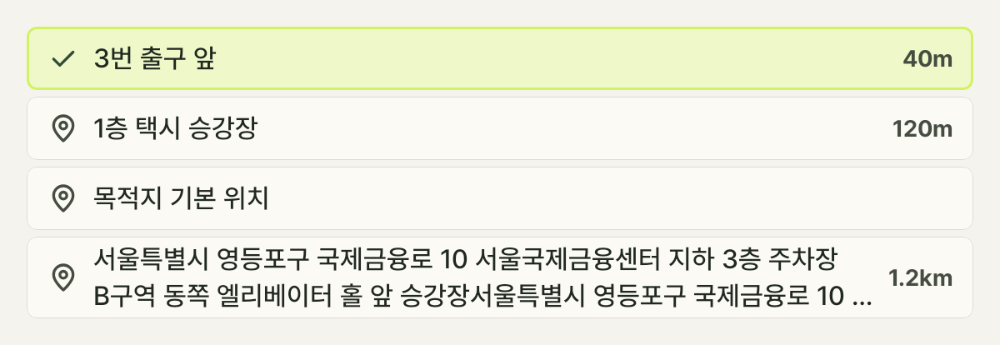 3번 출구 앞 40m
1층 택시 승강장 120m
목적지 기본 위치
서울특별시 영등포구 국제금융로 10 서울국제금융센터 지하 3층 주차장
B구역 동쪽 엘리베이터 홀 앞 승강장서울특별시 영등포구 국제금융로 10 ...
1.2km